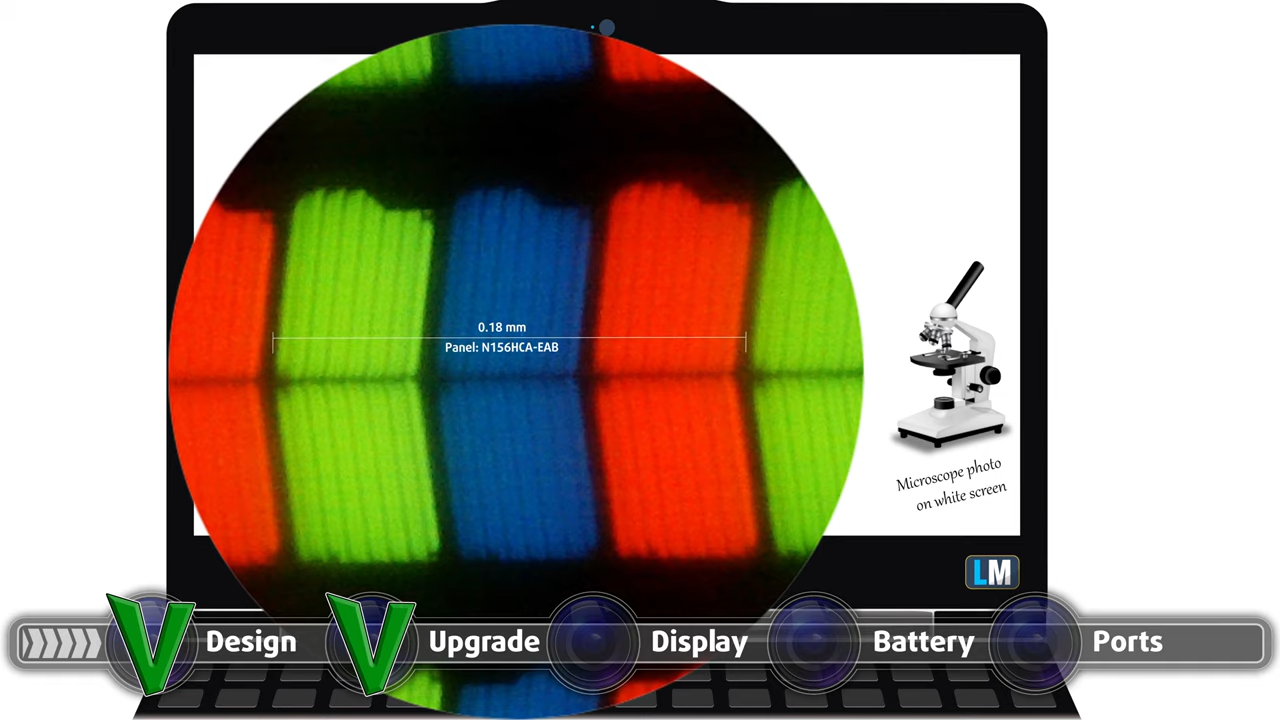 0.18 mm
Panel: N156HCA-EAB
Microscope photo
on white screen
LM
Design
Upgrade
Display
Battery
Ports